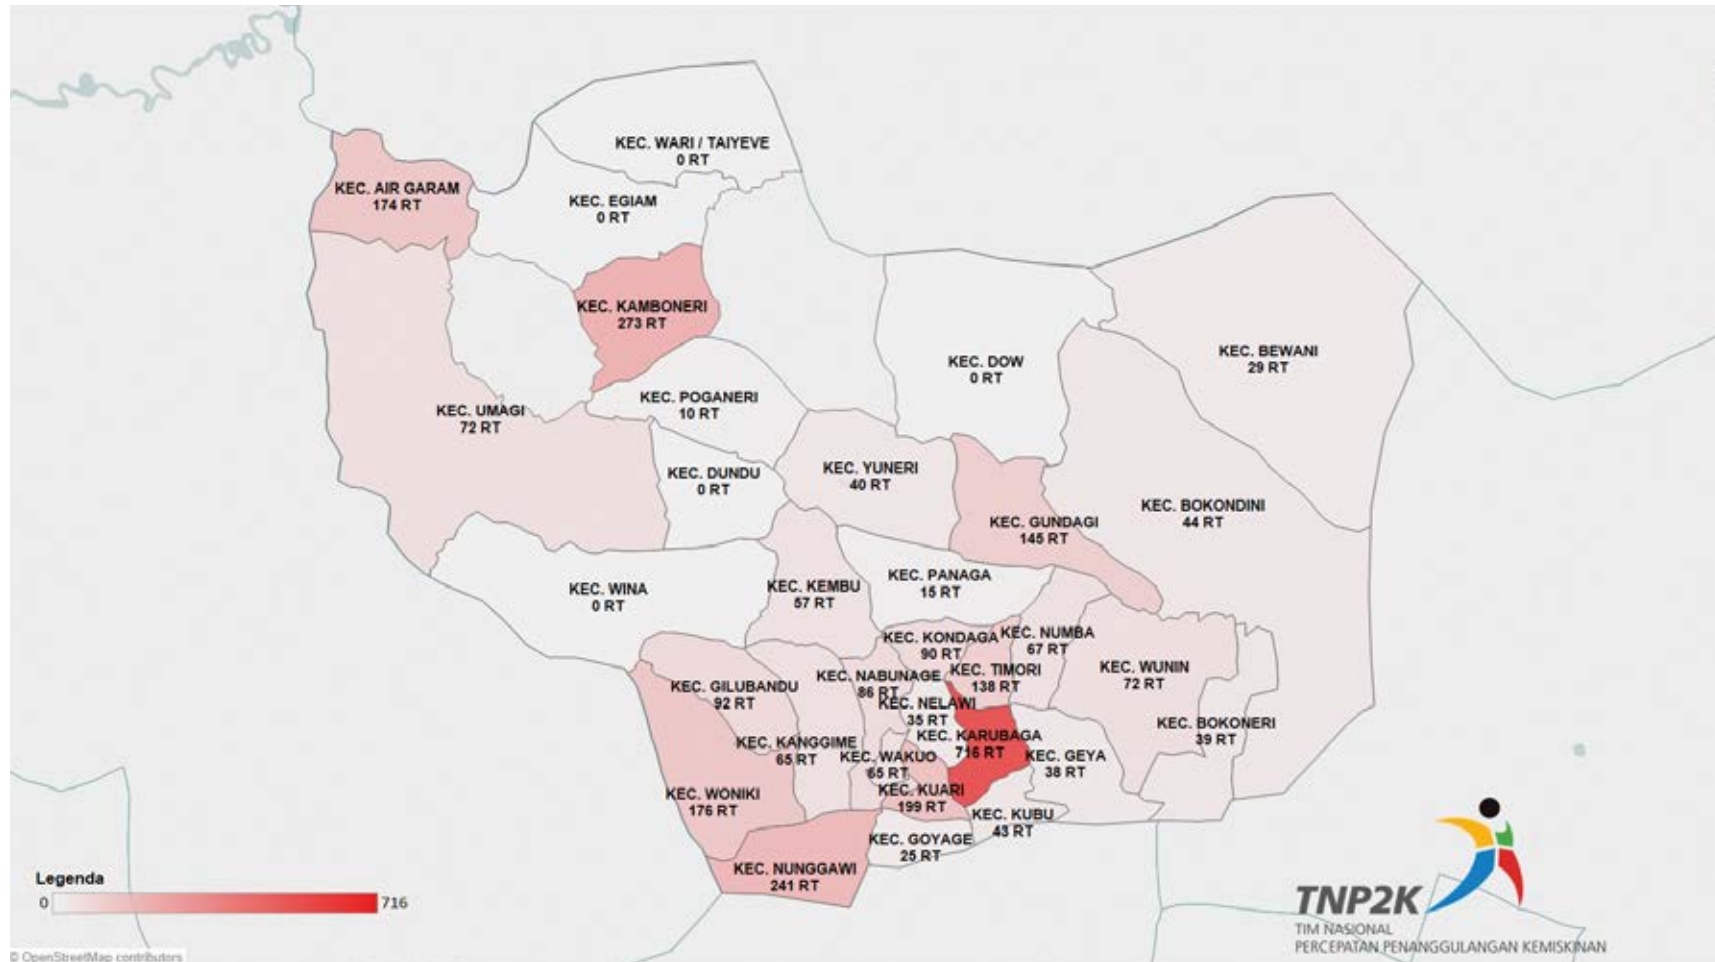 KEC. WARI / TAIYEVE
0 RT
KEC. AIR GARAM
174 RT
KEC. EGIAM
0 RT
KEC. KAMBONERI
273 RT
KEC. DOW
0 RT
KEC. BEWANI
29 RT
KEC. UMAGI
72 RT
KEC. POGANERI
10 RT
KEC. DUNDU
0 RT
KEC. YUNERI
40 RT
KEC. GUNDAGI
145 RT
KEC. BOKONDINI
44 RT
KEC. WINA
0 RT
KEC. KEMBU
57 RT
KEC. PANAGA
15 RT
KEC. KONDAGA
90 RT
KEC. NUMBA
67 RT
KEC. TIMORI
138 RT
KEC. WUNIN
72 RT
KEC. GILUBANDU
92 RT
KEC. NABUNAGE
86 RT
KEC. NELAWI
35 RT
KEC. BOKONERI
39 RT
KEC. KANGGIME
65 RT
KEC. WAKUO
65 RT
KEC. KARUBAGA
716 RT
KEC. GEYA
38 RT
KEC. WONIKI
176 RT
KEC. KUARI
199 RT
KEC. KUBU
43 RT
KEC. GOYAGE
25 RT
KEC. NUNGGAWI
241 RT
Legenda
0 716
TNP2K
TIM NASIONAL
PERCEPATAN PENANGGULANGAN KEMISKINAN
© OpenStreetMap contributors